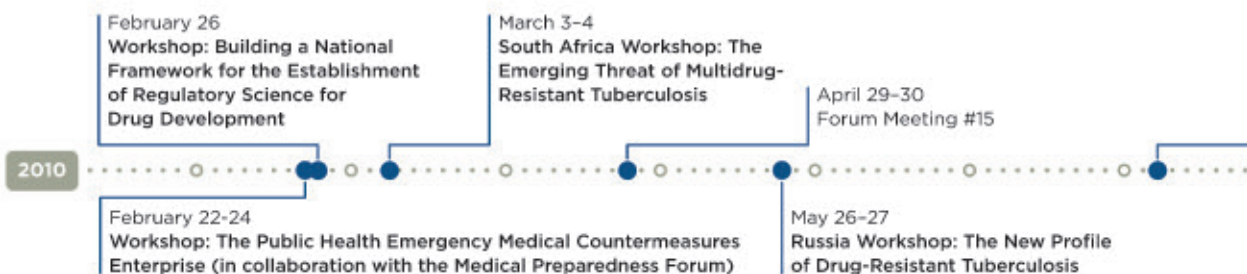 February 26
Workshop: Building a National
Framework for the Establishment
of Regulatory Science for
Drug Development
March 3–4
South Africa Workshop: The
Emerging Threat of Multidrug-
Resistant Tuberculosis
April 29–30
Forum Meeting #15
2010
February 22-24
Workshop: The Public Health Emergency Medical Countermeasures
Enterprise (in collaboration with the Medical Preparedness Forum)
May 26–27
Russia Workshop: The New Profile
of Drug-Resistant Tuberculosis